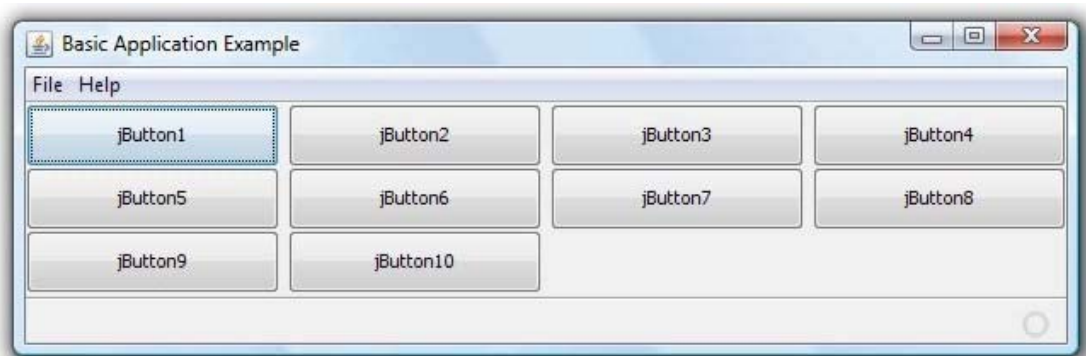 Basic Application Example
File Help
jButton1 jButton2 jButton3 jButton4
jButton5 jButton6 jButton7 jButton8
jButton9 jButton10